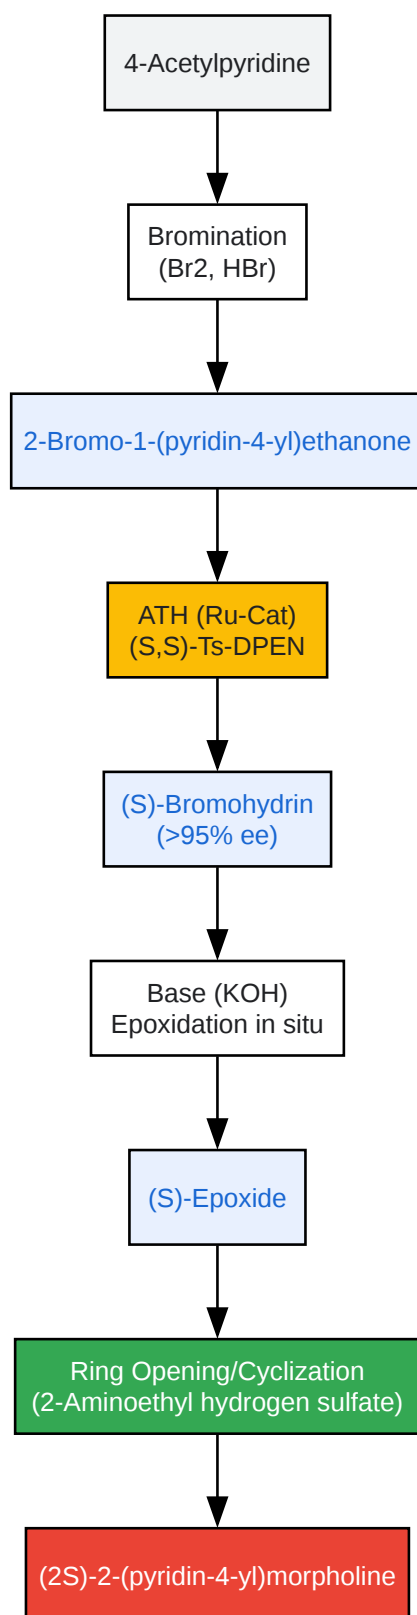 4-Acetylpyridine
Bromination
(Br2, HBr)
2-Bromo-1-(pyridin-4-yl)ethanone
ATH (Ru-Cat)
(S,S)-Ts-DPEN
(S)-Bromohydrin
(>95% ee)
Base (KOH)
Epoxidation in situ
(S)-Epoxide
Ring Opening/Cyclization
(2-Aminoethyl hydrogen sulfate)
(2S)-2-(pyridin-4-yl)morpholine